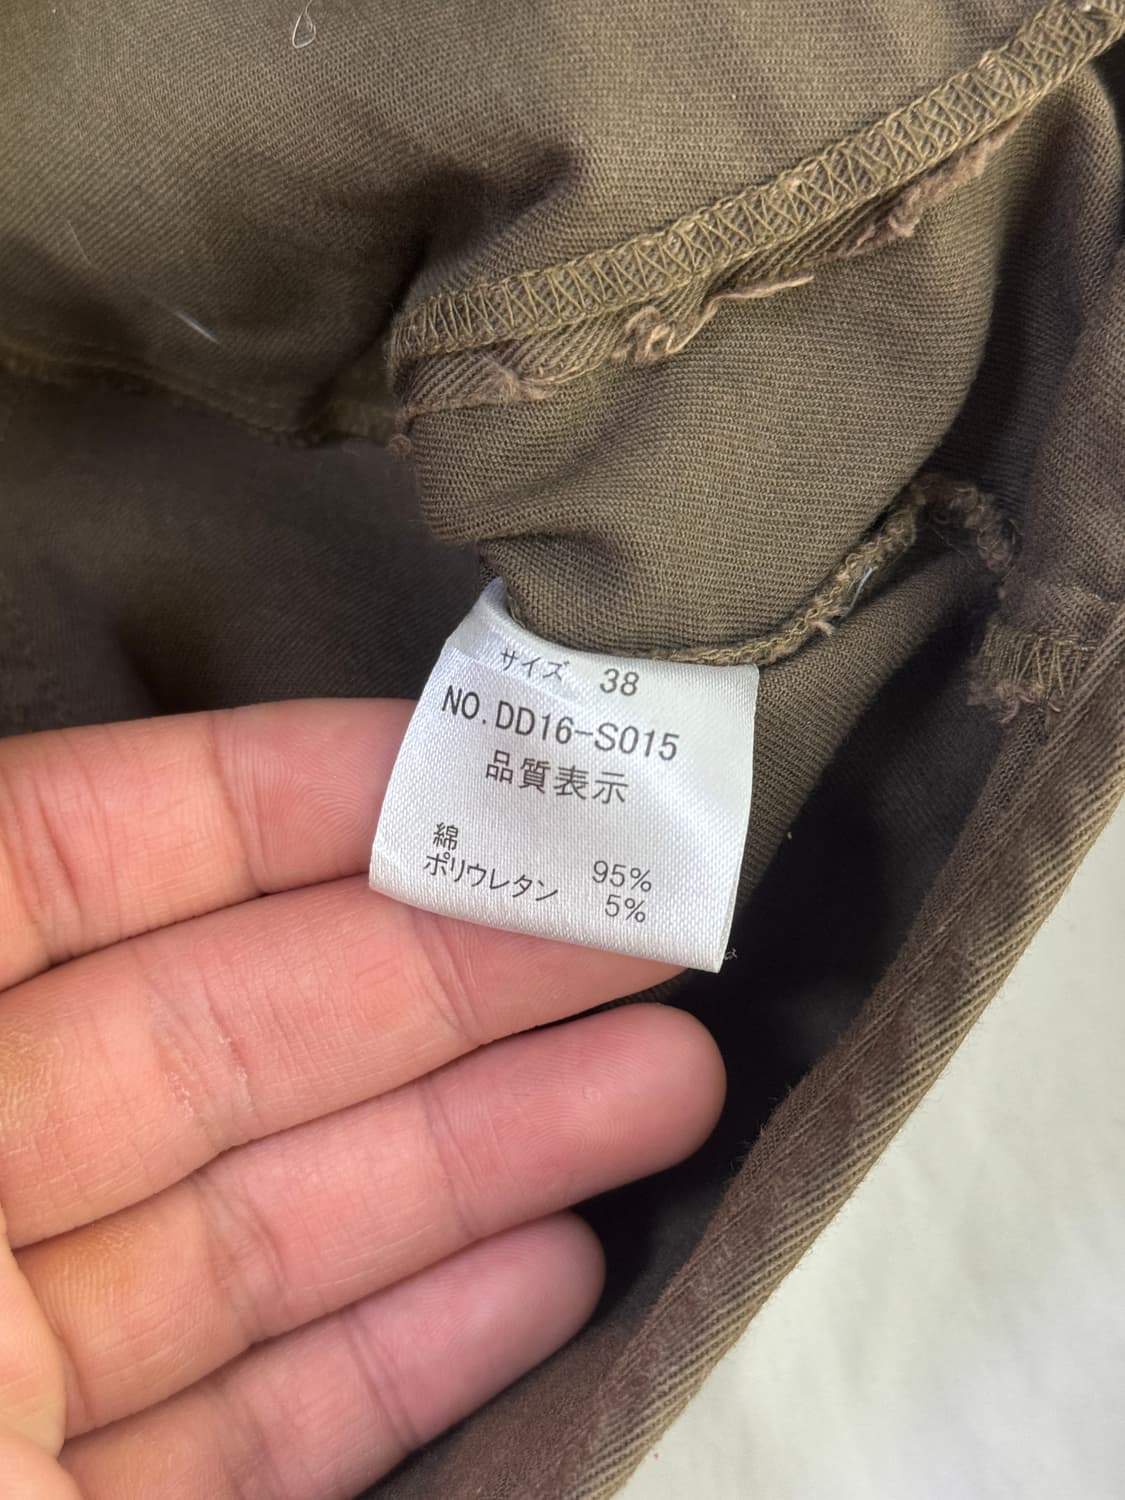 サイズ 38
NO.DD16-S015
品質表示
綿 95%
ポリウレタン 5%